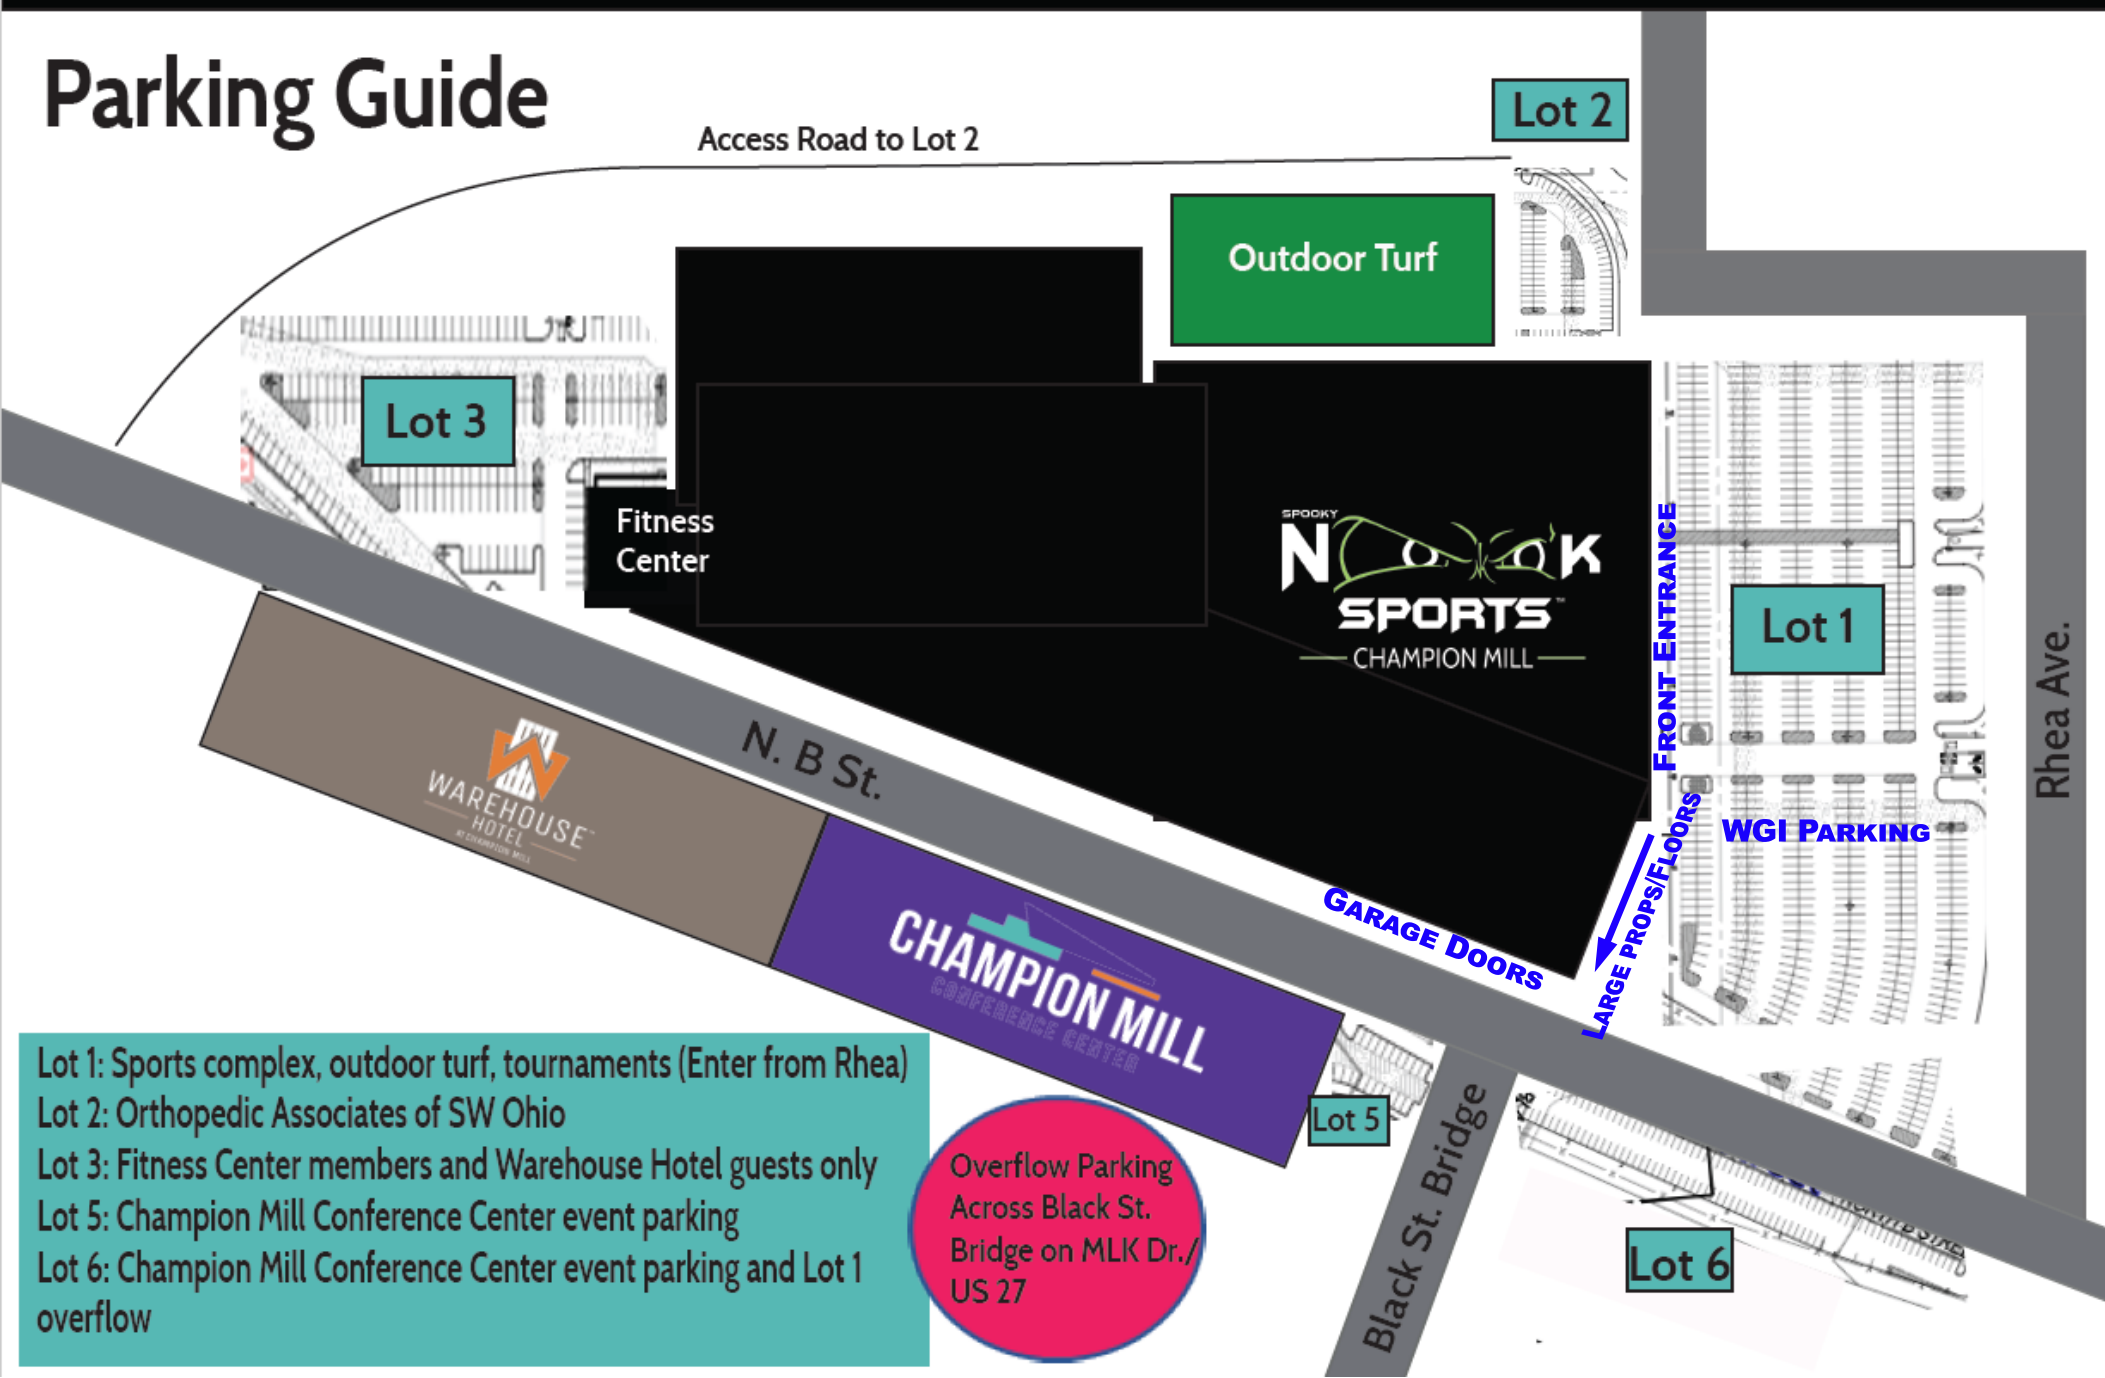 Parking Guide
Access Road to Lot 2
Lot 2
Outdoor Turf
Lot 3
Fitness
Center
SPOOKY
NOOK
SPORTS™
CHAMPION MILL
FRONT ENTRANCE
Lot 1
Rhea Ave.
WGI PARKING
LARGE PROPS/FLOORS
GARAGE DOORS
N. B St.
WAREHOUSE™
HOTEL
AT CHAMPION MILL
CHAMPION MILL
CONFERENCE CENTER
Lot 5
Black St. Bridge
Lot 6
Lot 1: Sports complex, outdoor turf, tournaments (Enter from Rhea)
Lot 2: Orthopedic Associates of SW Ohio
Lot 3: Fitness Center members and Warehouse Hotel guests only
Lot 5: Champion Mill Conference Center event parking
Lot 6: Champion Mill Conference Center event parking and Lot 1
overflow
Overflow Parking
Across Black St.
Bridge on MLK Dr./
US 27